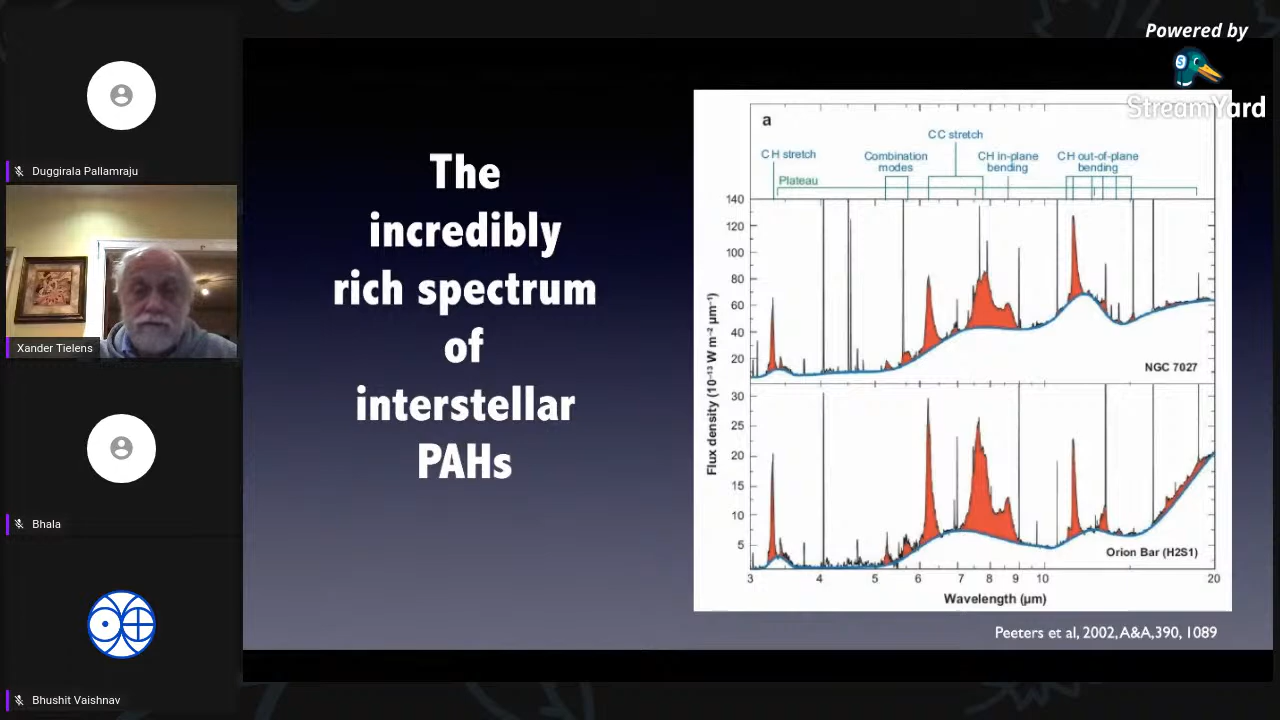 Powered by
StreamYard
Duggirala Pallamraju
Xander Tielens
Bhala
Bhushit Vaishnav
The
incredibly
rich spectrum
of
interstellar
PAHs
a
CC stretch
CH stretch
Combination
modes
CH in-plane
bending
CH out-of-plane
bending
Plateau
140
120
100
80
60
40
20
NGC 7027
Flux density (10⁻¹³ W m⁻² µm⁻¹)
30
25
20
15
10
5
Orion Bar (H2S1)
3 4 5 6 7 8 9 10 20
Wavelength (µm)
Peeters et al, 2002, A&A, 390, 1089